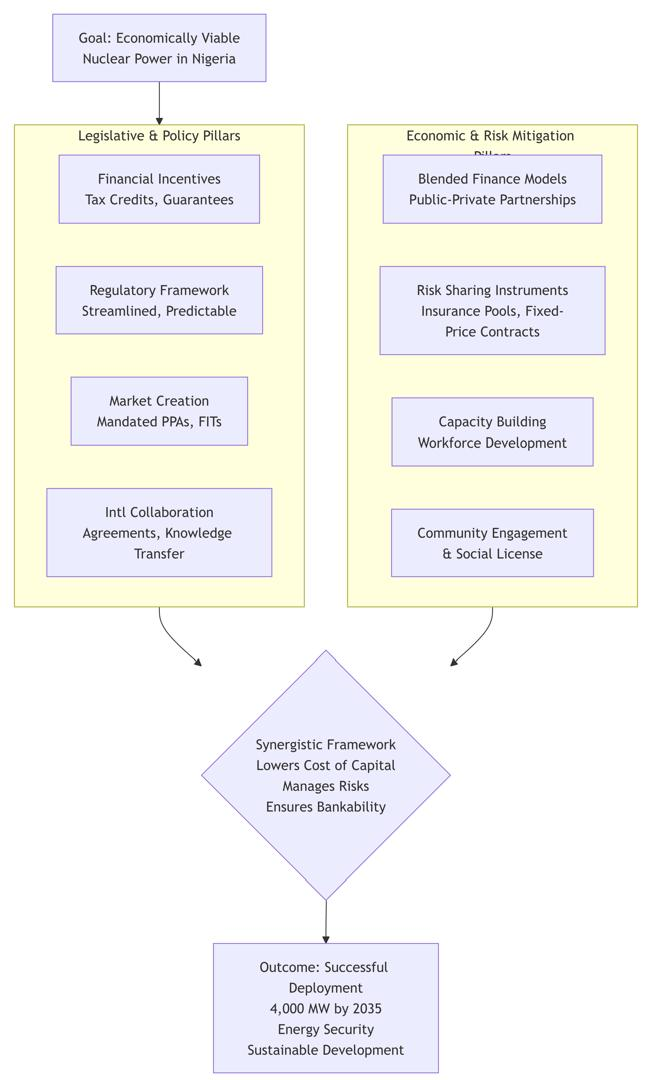 Goal: Economically Viable
Nuclear Power in Nigeria
Legislative & Policy Pillars
Financial Incentives
Tax Credits, Guarantees
Regulatory Framework
Streamlined, Predictable
Market Creation
Mandated PPAs, FITs
Intl Collaboration
Agreements, Knowledge
Transfer
Economic & Risk Mitigation
Pillars
Blended Finance Models
Public-Private Partnerships
Risk Sharing Instruments
Insurance Pools, Fixed-
Price Contracts
Capacity Building
Workforce Development
Community Engagement
& Social License
Synergistic Framework
Lowers Cost of Capital
Manages Risks
Ensures Bankability
Outcome: Successful
Deployment
4,000 MW by 2035
Energy Security
Sustainable Development